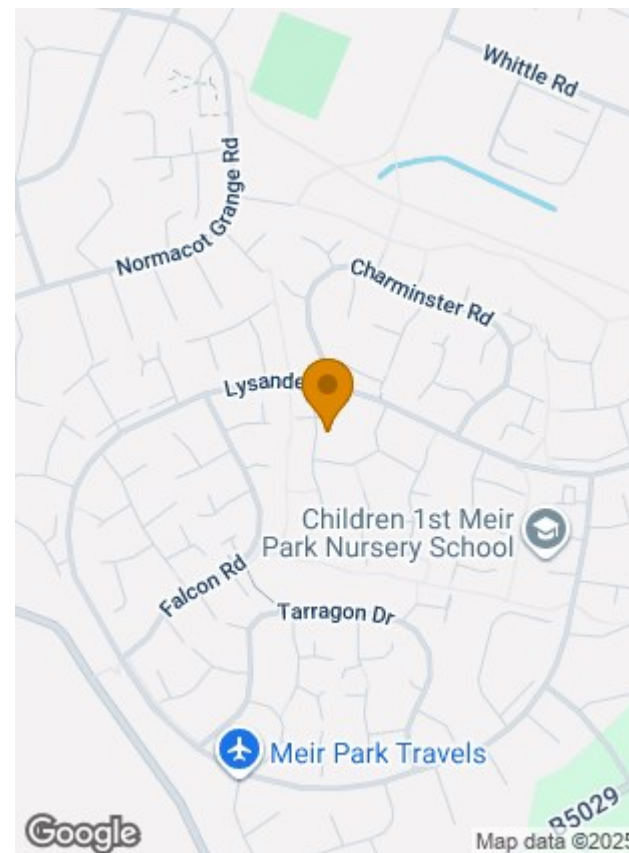 Whittle Rd
Normacot Grange Rd
Charminster Rd
Lysande
Children 1st Meir
Park Nursery School
Falcon Rd
Tarragon Dr
Meir Park Travels
B5029
Google
Map data ©2025